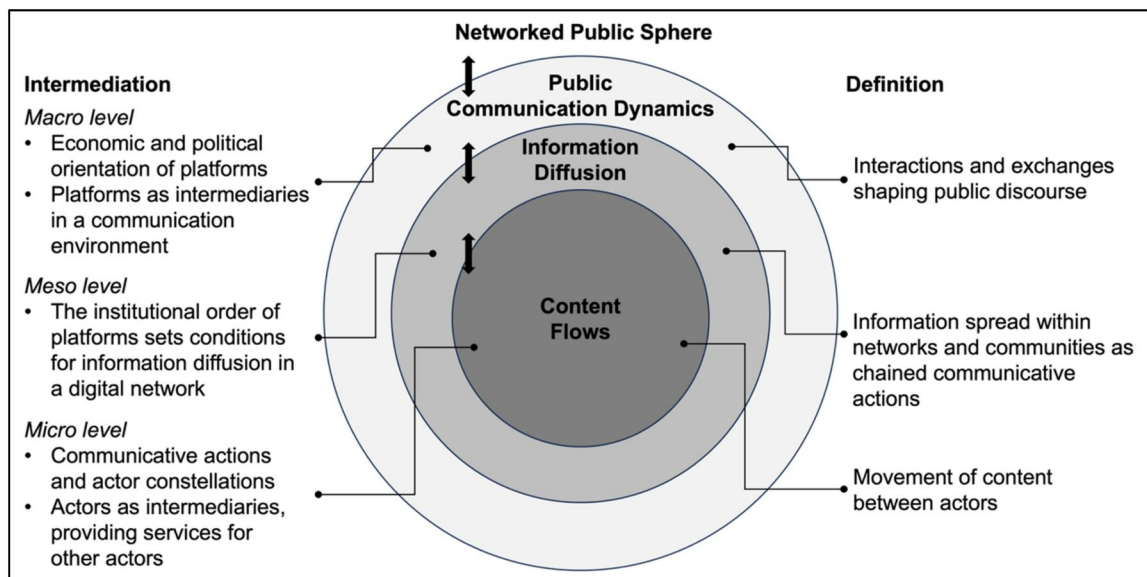 Networked Public Sphere
Intermediation
Macro level
• Economic and political
orientation of platforms
• Platforms as intermediaries
in a communication
environment
Meso level
• The institutional order of
platforms sets conditions
for information diffusion in
a digital network
Micro level
• Communicative actions
and actor constellations
• Actors as intermediaries,
providing services for
other actors
Public
Communication Dynamics
Information
Diffusion
Content
Flows
Definition
Interactions and exchanges
shaping public discourse
Information spread within
networks and communities as
chained communicative
actions
Movement of content
between actors